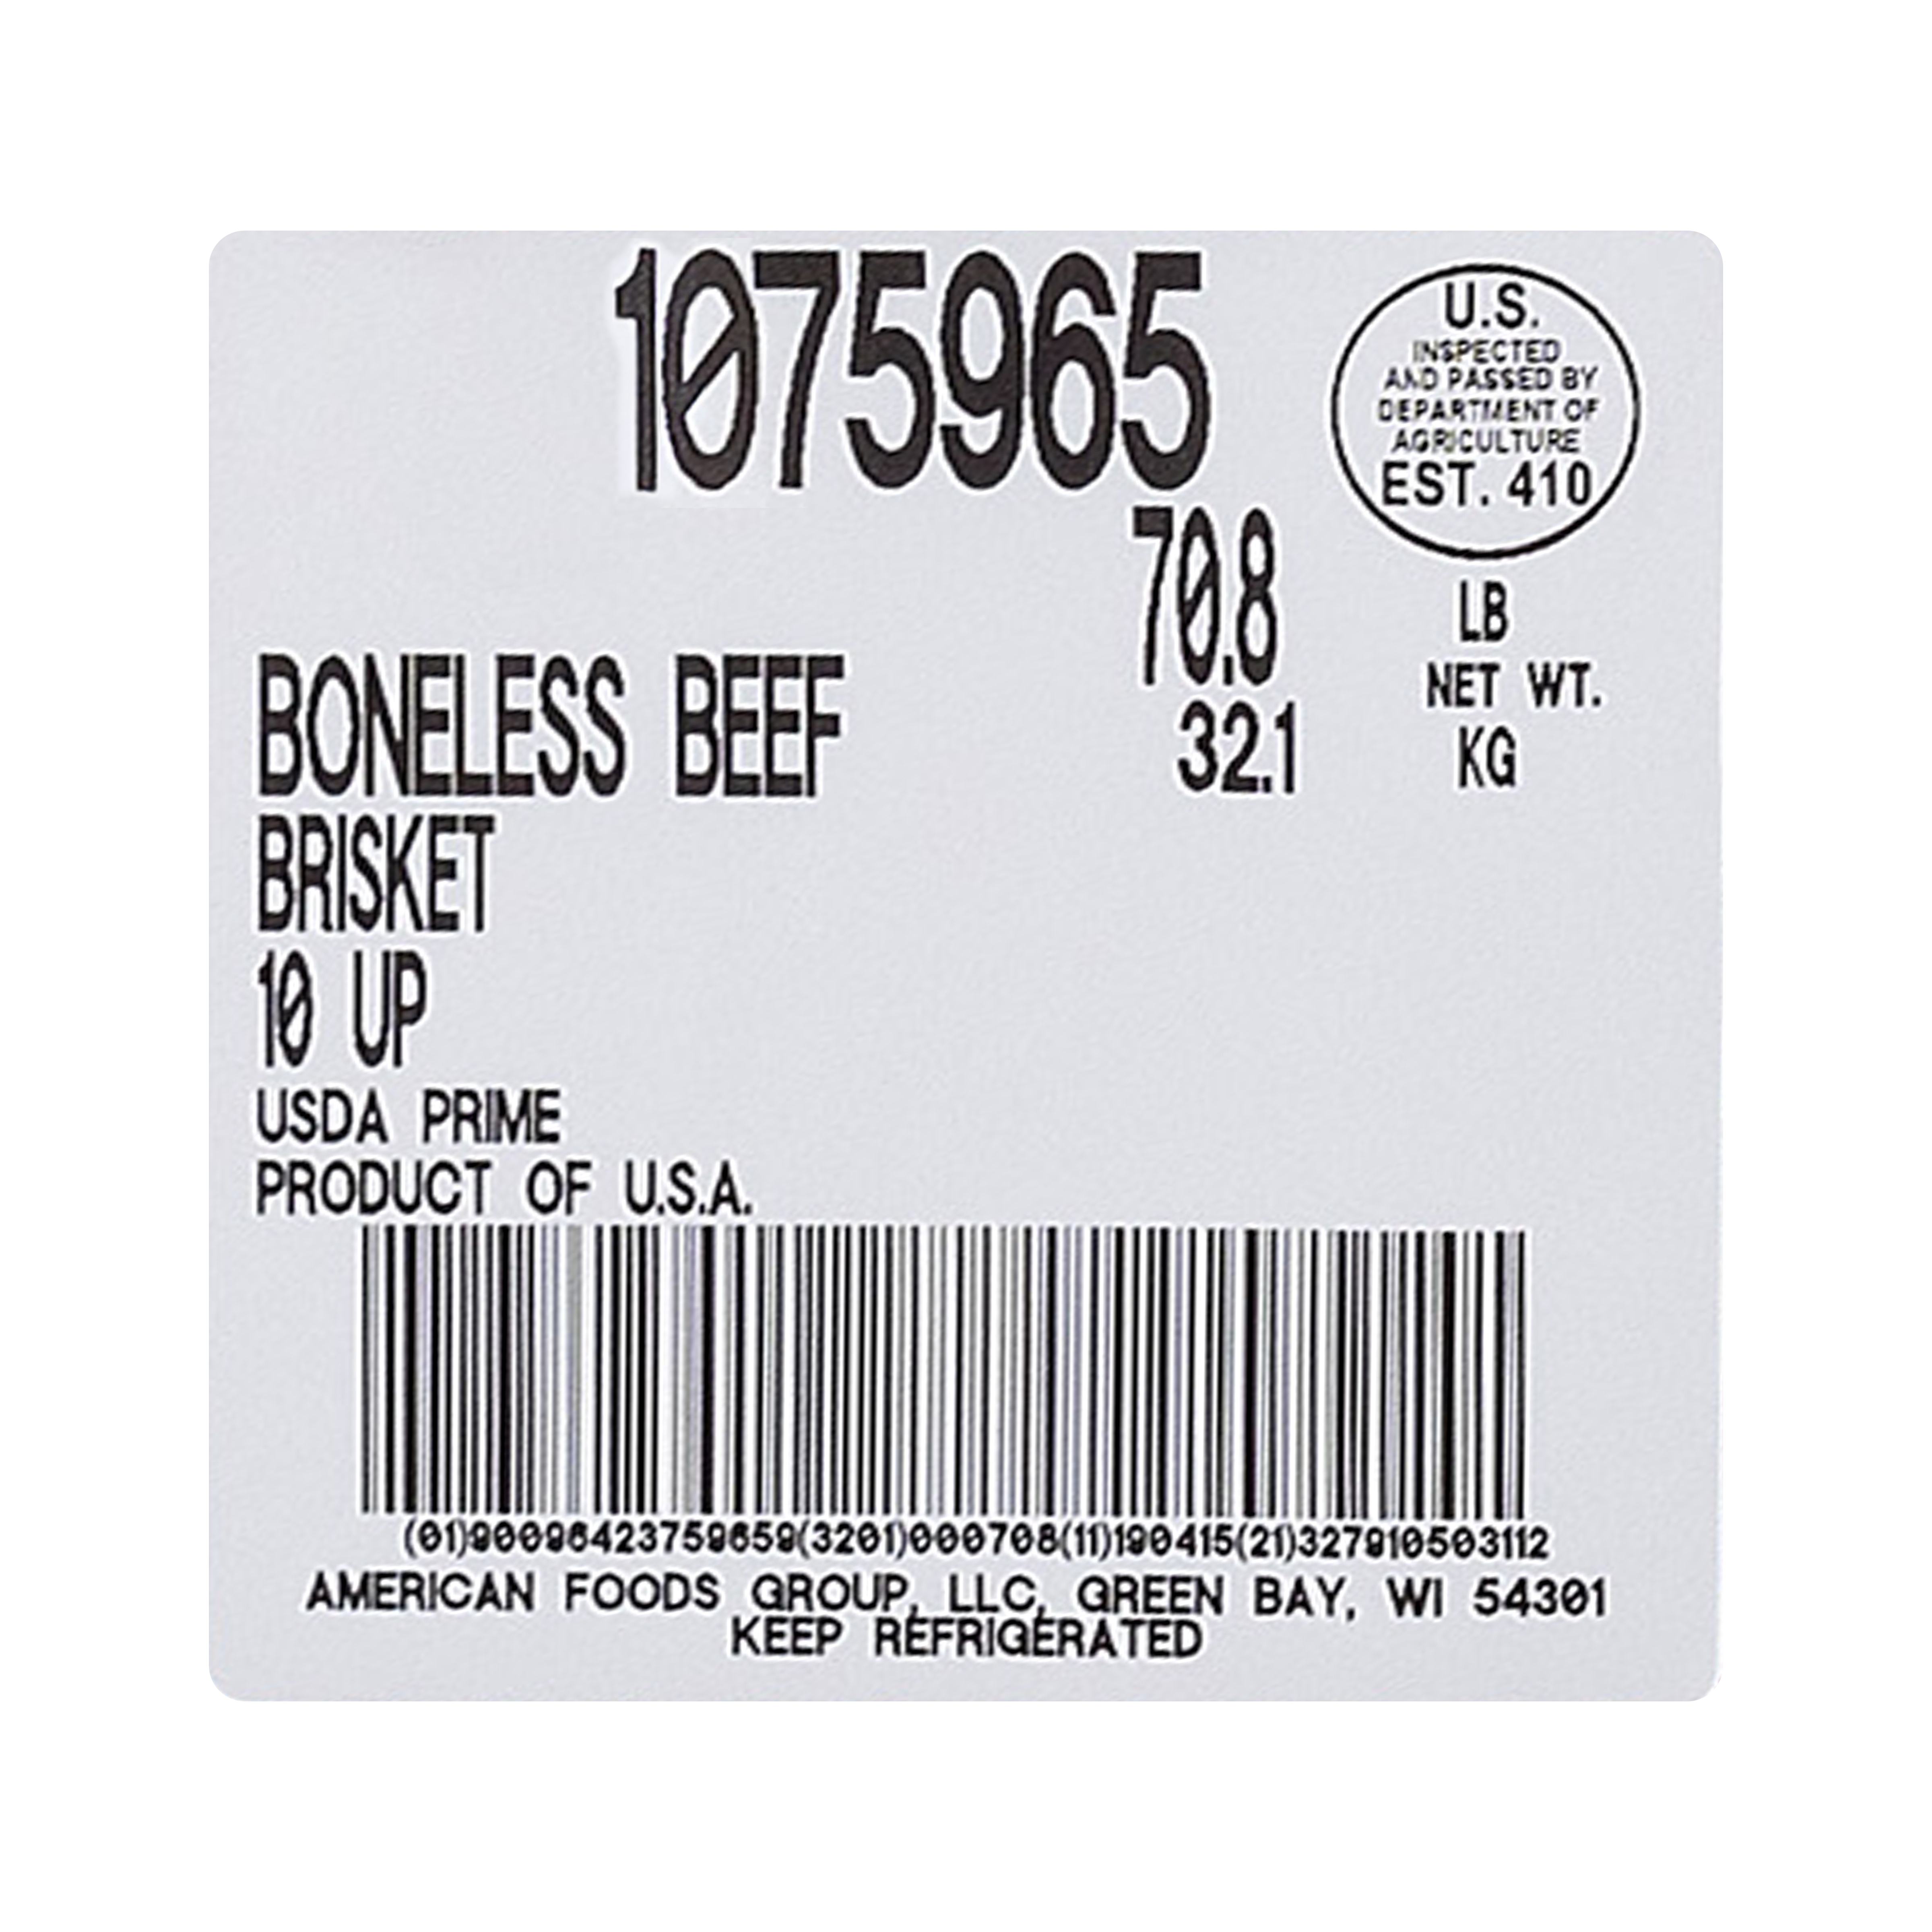 1075965
U.S.
INSPECTED
AND PASSED BY
DEPARTMENT OF
AGRICULTURE
EST. 410
70.8
LB
NET WT.
32.1
KG
BONELESS BEEF
BRISKET
10 UP
USDA PRIME
PRODUCT OF U.S.A.
(01)90096423759659(3201)000708(11)190415(21)327910503112
AMERICAN FOODS GROUP, LLC, GREEN BAY, WI 54301
KEEP REFRIGERATED